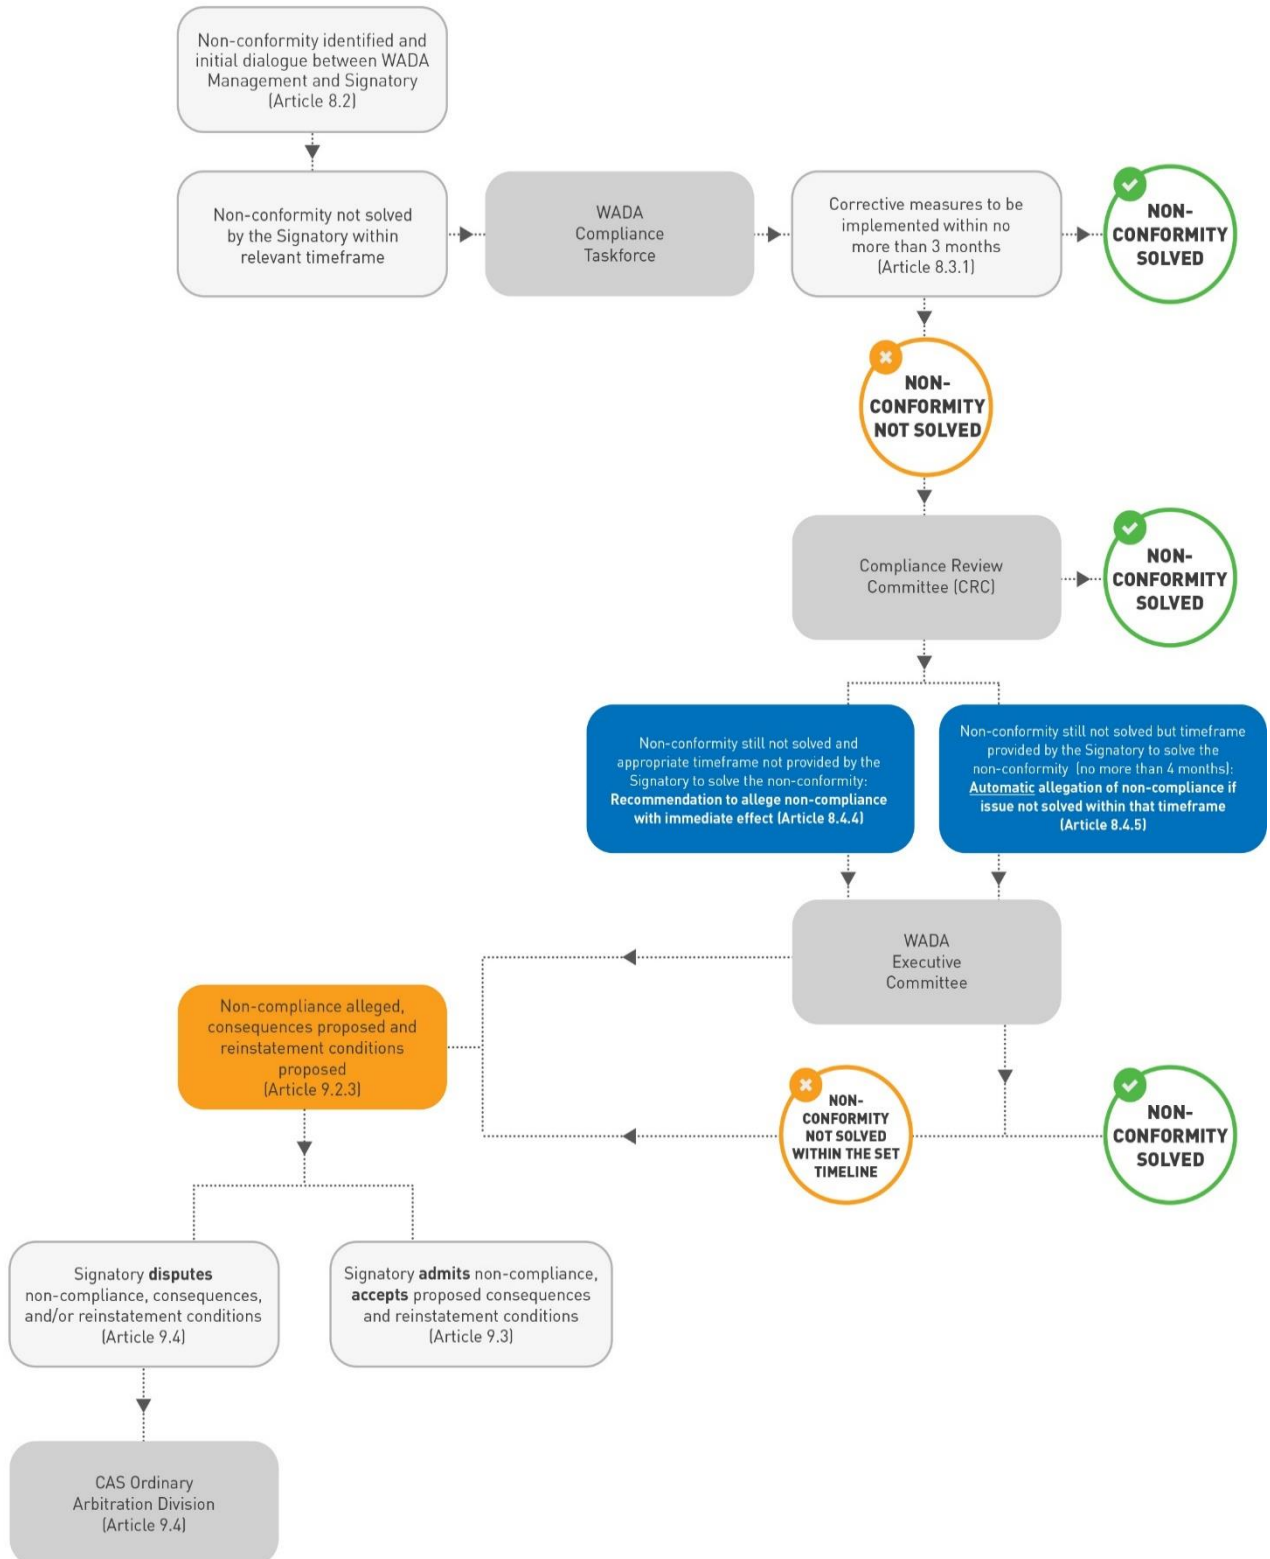 Non-conformity identified and
initial dialogue between WADA
Management and Signatory
(Article 8.2)
Non-conformity not solved
by the Signatory within
relevant timeframe
WADA
Compliance
Taskforce
Corrective measures to be
implemented within no
more than 3 months
(Article 8.3.1)
NON-
CONFORMITY
SOLVED
NON-
CONFORMITY
NOT SOLVED
Compliance Review
Committee (CRC)
NON-
CONFORMITY
SOLVED
Non-conformity still not solved and
appropriate timeframe not provided by the
Signatory to solve the non-conformity:
Recommendation to allege non-compliance
with immediate effect (Article 8.4.4)
Non-conformity still not solved but timeframe
provided by the Signatory to solve the
non-conformity (no more than 4 months):
Automatic allegation of non-compliance if
issue not solved within that timeframe
(Article 8.4.5)
WADA
Executive
Committee
Non-compliance alleged,
consequences proposed and
reinstatement conditions
proposed
(Article 9.2.3)
NON-
CONFORMITY
NOT SOLVED
WITHIN THE SET
TIMELINE
NON-
CONFORMITY
SOLVED
Signatory disputes
non-compliance, consequences,
and/or reinstatement conditions
(Article 9.4)
Signatory admits non-compliance,
accepts proposed consequences
and reinstatement conditions
(Article 9.3)
CAS Ordinary
Arbitration Division
(Article 9.4)